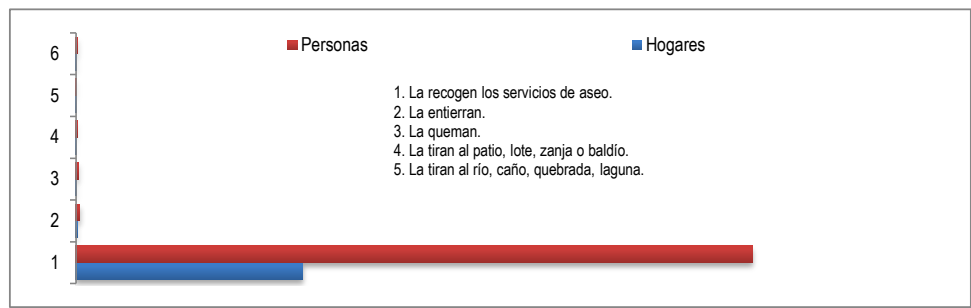 Personas Hogares
6
5
4
3
2
1
1. La recogen los servicios de aseo.
2. La entierran.
3. La queman.
4. La tiran al patio, lote, zanja o baldío.
5. La tiran al río, caño, quebrada, laguna.